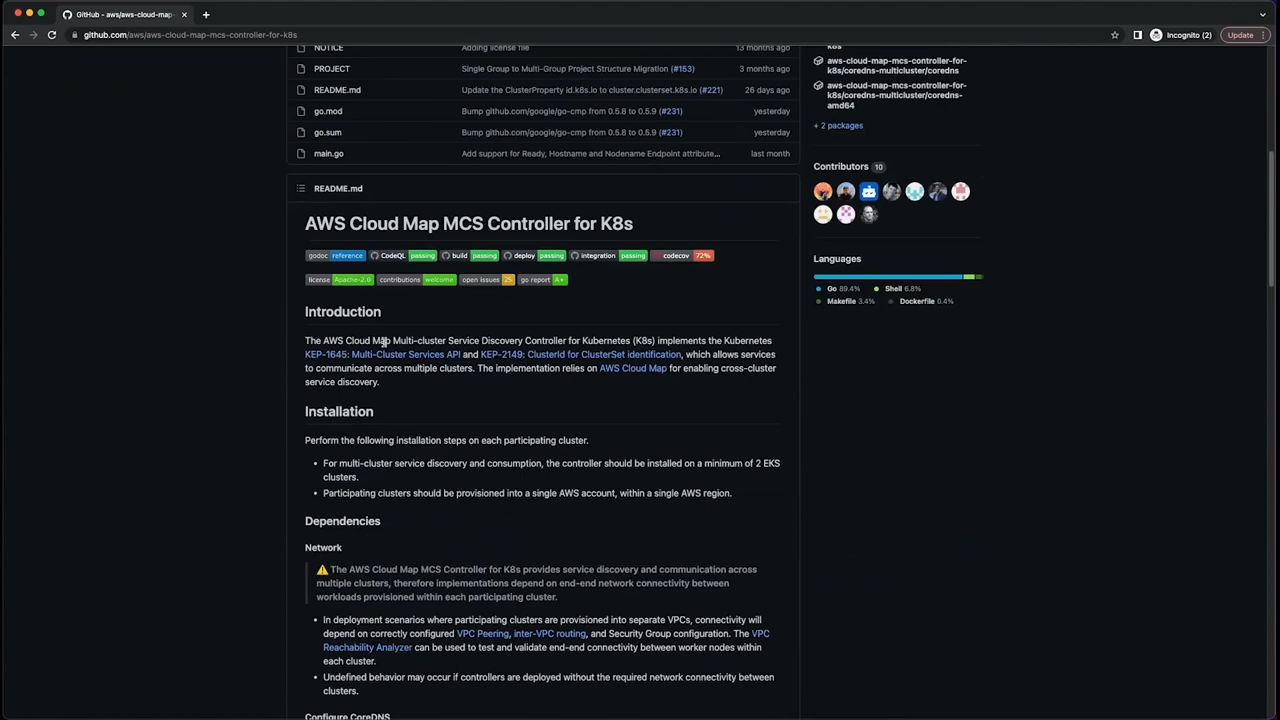 GitHub - aws/aws-cloud-map-
github.com/aws/aws-cloud-map-mcs-controller-for-k8s
Incognito (2)
Update
NOTICE
Adding license file
13 months ago
PROJECT
Single Group to Multi-Group Project Structure Migration (#153)
3 months ago
README.md
Update the ClusterProperty id.k8s.io to cluster.clusterset.k8s.io (#221)
26 days ago
go.mod
Bump github.com/google/go-cmp from 0.5.8 to 0.5.9 (#231)
yesterday
go.sum
Bump github.com/google/go-cmp from 0.5.8 to 0.5.9 (#231)
yesterday
main.go
Add support for Ready, Hostname and Nodename Endpoint attribute...
last month
README.md
AWS Cloud Map MCS Controller for K8s
godoc reference CodeQL passing build passing deploy passing integration passing codecov 72%
license Apache-2.0 contributions welcome open issues 25 go report A+
Introduction
The AWS Cloud Map Multi-cluster Service Discovery Controller for Kubernetes (K8s) implements the Kubernetes
KEP-1645: Multi-Cluster Services API and KEP-2149: ClusterId for ClusterSet identification, which allows services
to communicate across multiple clusters. The implementation relies on AWS Cloud Map for enabling cross-cluster
service discovery.
Installation
Perform the following installation steps on each participating cluster.
• For multi-cluster service discovery and consumption, the controller should be installed on a minimum of 2 EKS
clusters.
• Participating clusters should be provisioned into a single AWS account, within a single AWS region.
Dependencies
Network
The AWS Cloud Map MCS Controller for K8s provides service discovery and communication across
multiple clusters, therefore implementations depend on end-end network connectivity between
workloads provisioned within each participating cluster.
• In deployment scenarios where participating clusters are provisioned into separate VPCs, connectivity will
depend on correctly configured VPC Peering, inter-VPC routing, and Security Group configuration. The VPC
Reachability Analyzer can be used to test and validate end-end connectivity between worker nodes within
each cluster.
• Undefined behavior may occur if controllers are deployed without the required network connectivity between
clusters.
Configure CoreDNS
k8s
aws-cloud-map-mcs-controller-for-
k8s/coredns-multicluster/coredns
aws-cloud-map-mcs-controller-for-
k8s/coredns-multicluster/coredns-
amd64
+ 2 packages
Contributors 10
Languages
Go 89.4%
Shell 6.8%
Makefile 3.4%
Dockerfile 0.4%